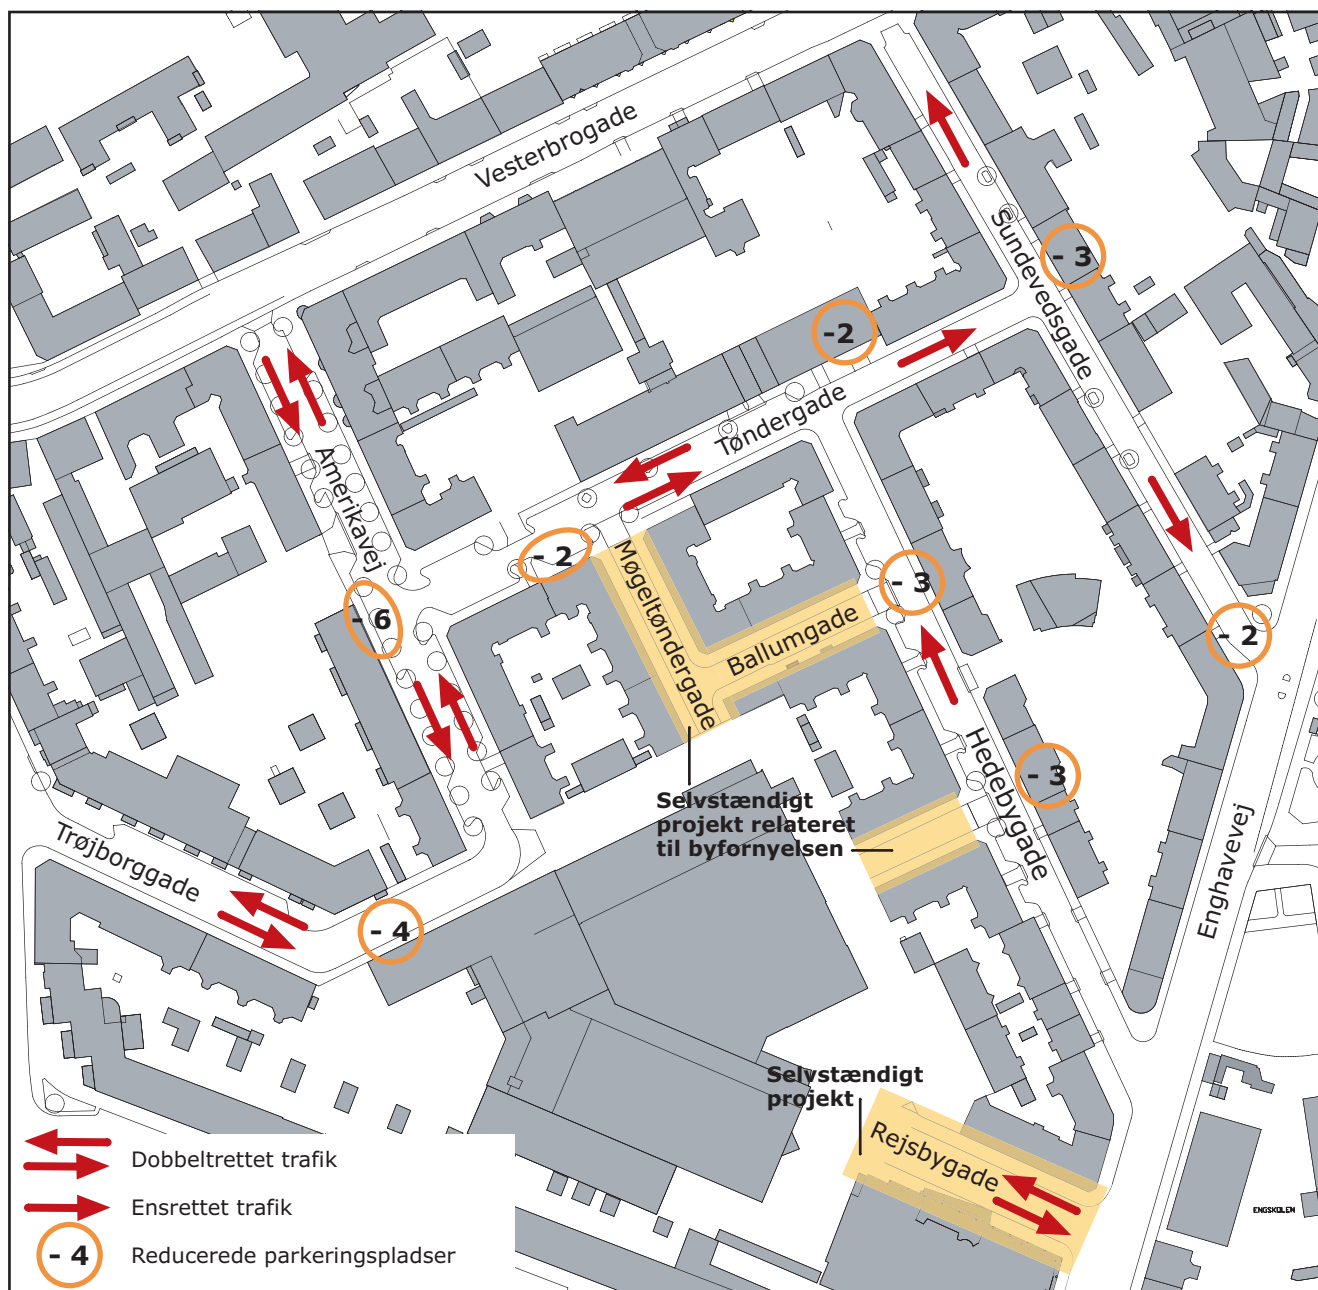 Vesterbrogade
Sundevedsgade
- 3
-2
Tøndergade
Amerikavej
- 2
Møgeltøndergade
- 3
- 6
Ballumgade
- 2
Hedebygade
- 3
Selvstændigt
projekt relateret
til byfornyelsen
Trøjborggade
- 4
Enghavevej
Selvstændigt
projekt
Rejsbygade
ENGSKOLEN
Dobbeltrettet trafik
Ensrettet trafik
- 4
Reducerede parkeringspladser